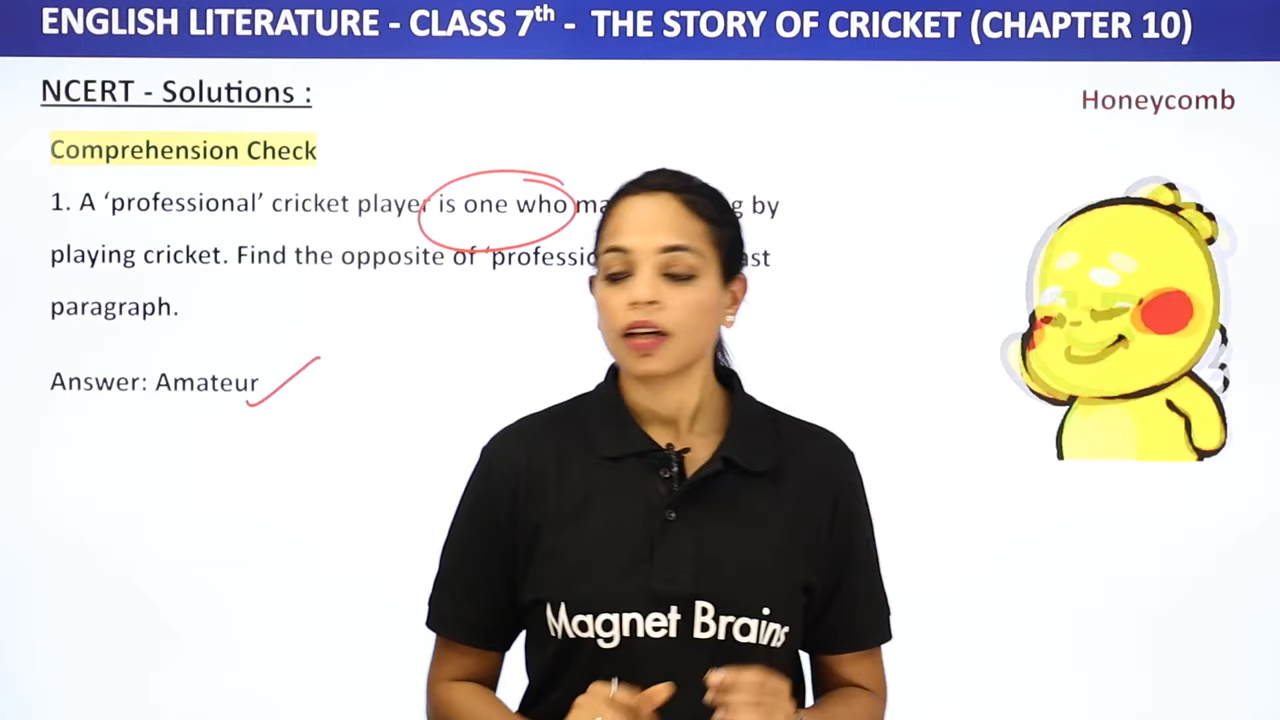 ENGLISH LITERATURE - CLASS 7th - THE STORY OF CRICKET (CHAPTER 10)
NCERT - Solutions :
Honeycomb
Comprehension Check
1. A ‘professional’ cricket player is one who by
playing cricket. Find the opposite of
paragraph.
Answer: Amateur
Magnet Brains